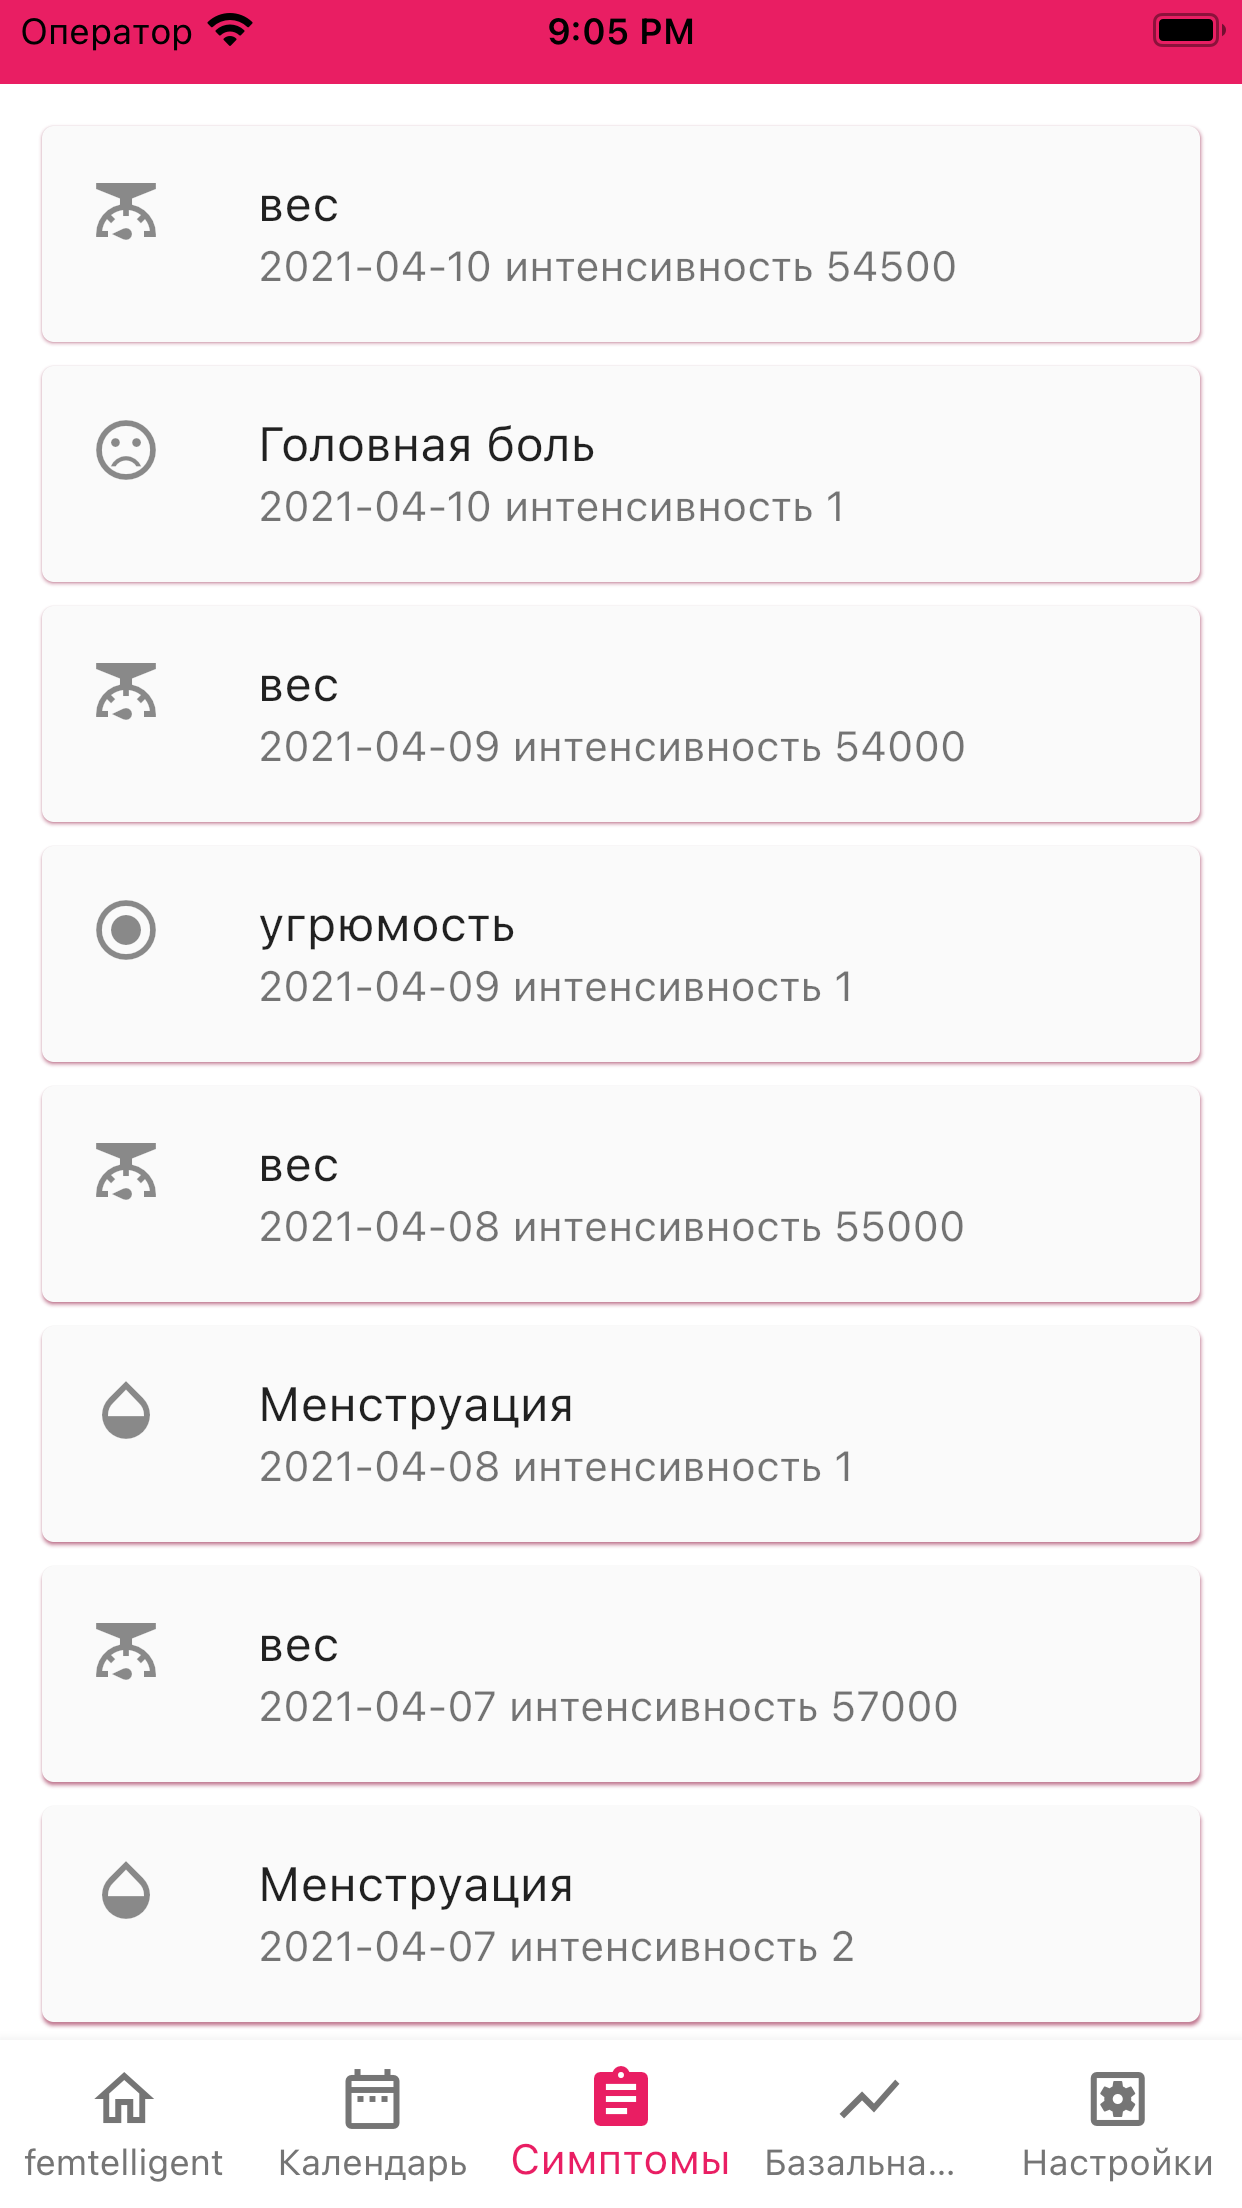 Оператор 9:05 PM
вес
2021-04-10 интенсивность 54500
Головная боль
2021-04-10 интенсивность 1
вес
2021-04-09 интенсивность 54000
угрюмость
2021-04-09 интенсивность 1
вес
2021-04-08 интенсивность 55000
Менструация
2021-04-08 интенсивность 1
вес
2021-04-07 интенсивность 57000
Менструация
2021-04-07 интенсивность 2
femtelligent Календарь Симптомы Базальна... Настройки